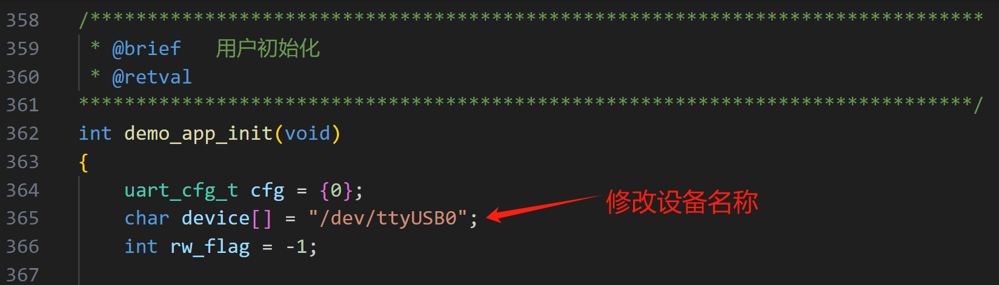 358 /******************************************************************************
359  * @brief   用户初始化
360  * @retval
361 ******************************************************************************/
362 int demo_app_init(void)
363 {
364     uart_cfg_t cfg = {0};
365     char device[] = "/dev/ttyUSB0"; 修改设备名称
366     int rw_flag = -1;
367